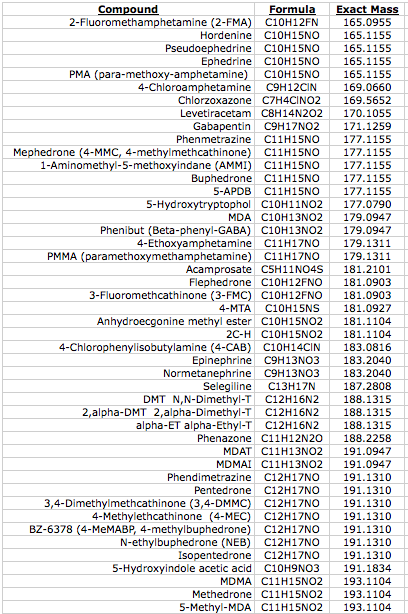 Compound Formula Exact Mass
2-Fluoromethamphetamine (2-FMA) C10H12FN 165.0955
Hordenine C10H15NO 165.1155
Pseudoephedrine C10H15NO 165.1155
Ephedrine C10H15NO 165.1155
PMA (para-methoxy-amphetamine) C10H15NO 165.1155
4-Chloroamphetamine C9H12ClN 169.0660
Chlorzoxazone C7H4ClNO2 169.5652
Levetiracetam C8H14N2O2 170.1055
Gabapentin C9H17NO2 171.1259
Phenmetrazine C11H15NO 177.1155
Mephedrone (4-MMC, 4-methylmethcathinone) C11H15NO 177.1155
1-Aminomethyl-5-methoxyindane (AMMI) C11H15NO 177.1155
Buphedrone C11H15NO 177.1155
5-APDB C11H15NO 177.1155
5-Hydroxytryptophol C10H11NO2 177.0790
MDA C10H13NO2 179.0947
Phenibut (Beta-phenyl-GABA) C10H13NO2 179.0947
4-Ethoxyamphetamine C11H17NO 179.1311
PMMA (paramethoxymethamphetamine) C11H17NO 179.1311
Acamprosate C5H11NO4S 181.2101
Flephedrone C10H12FNO 181.0903
3-Fluoromethcathinone (3-FMC) C10H12FNO 181.0903
4-MTA C10H15NS 181.0927
Anhydroecgonine methyl ester C10H15NO2 181.1104
2C-H C10H15NO2 181.1104
4-Chlorophenylisobutylamine (4-CAB) C10H14ClN 183.0816
Epinephrine C9H13NO3 183.2040
Normetanephrine C9H13NO3 183.2040
Selegiline C13H17N 187.2808
DMT N,N-Dimethyl-T C12H16N2 188.1315
2,alpha-DMT 2,alpha-Dimethyl-T C12H16N2 188.1315
alpha-ET alpha-Ethyl-T C12H16N2 188.1315
Phenazone C11H12N2O 188.2258
MDAT C11H13NO2 191.0947
MDMAI C11H13NO2 191.0947
Phendimetrazine C12H17NO 191.1310
Pentedrone C12H17NO 191.1310
3,4-Dimethylmethcathinone (3,4-DMMC) C12H17NO 191.1310
4-Methylethcathinone (4-MEC) C12H17NO 191.1310
BZ-6378 (4-MeMABP, 4-methylbuphedrone) C12H17NO 191.1310
N-ethylbuphedrone (NEB) C12H17NO 191.1310
Isopentedrone C12H17NO 191.1310
5-Hydroxyindole acetic acid C10H9NO3 191.1834
MDMA C11H15NO2 193.1104
Methedrone C11H15NO2 193.1104
5-Methyl-MDA C11H15NO2 193.1104